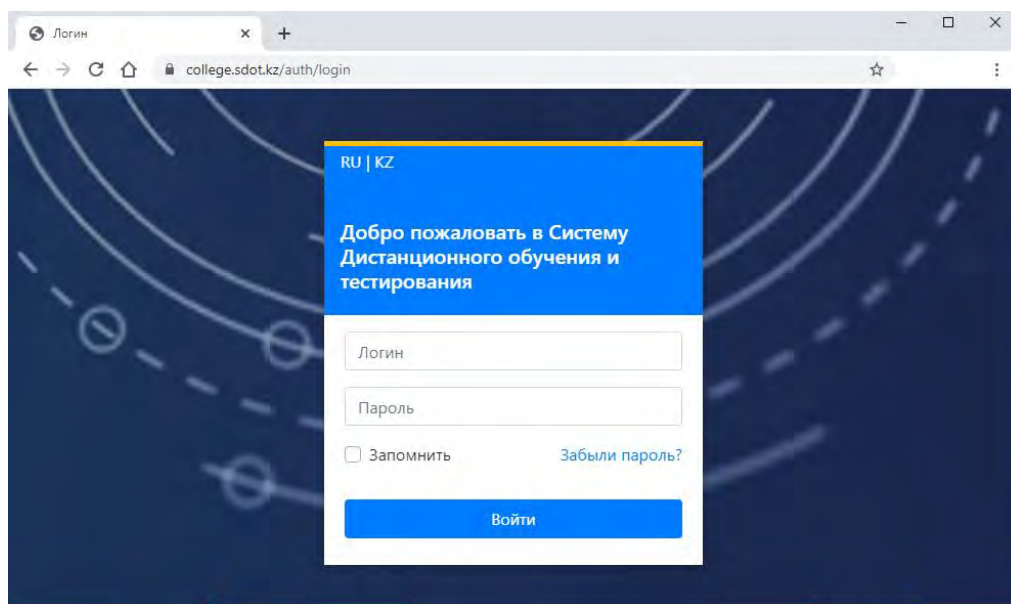 Логин
college.sdot.kz/auth/login
RU | KZ
Добро пожаловать в Систему
Дистанционного обучения и
тестирования
Логин
Пароль
Запомнить Забыли пароль?
Войти